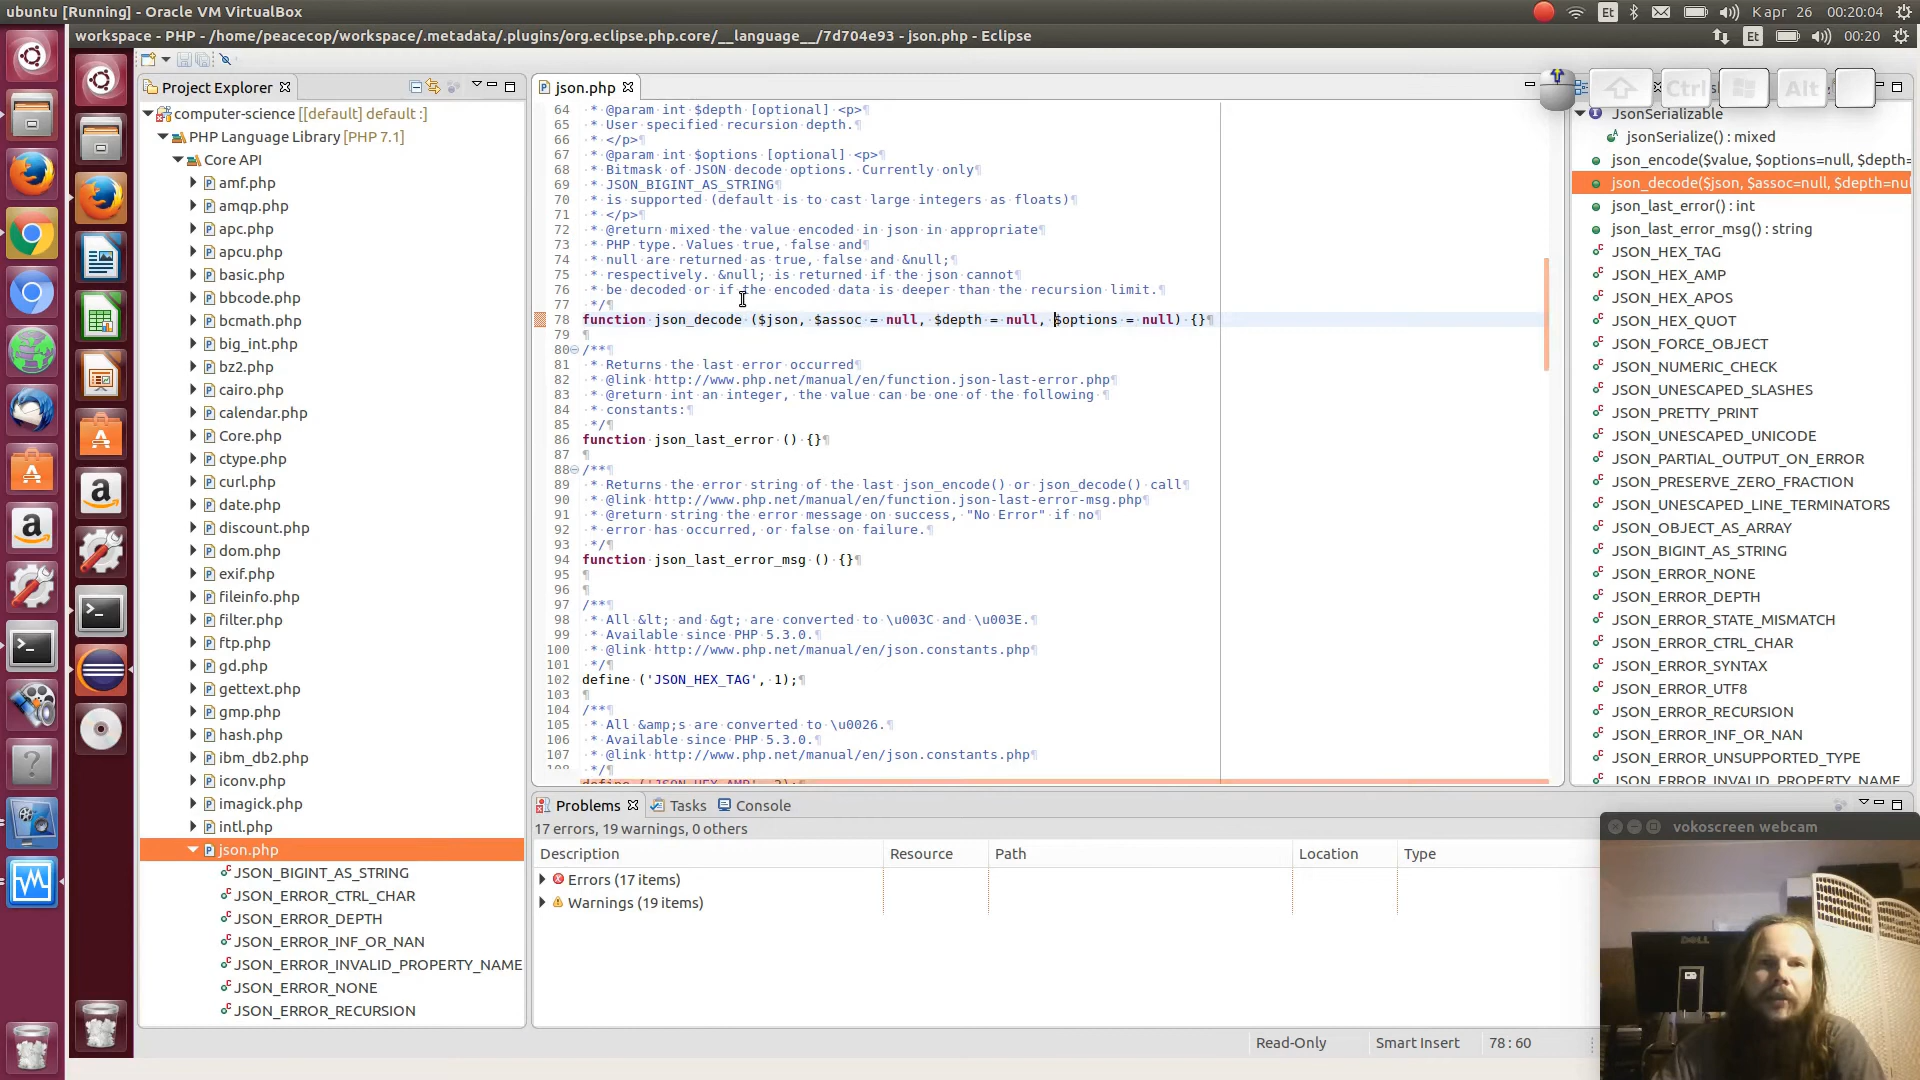 ubuntu [Running] - Oracle VM VirtualBox
Et
K apr 26
00:20:04
workspace - PHP - /home/peacecop/workspace/.metadata/.plugins/org.eclipse.php.core/__language__/7d704e93 - json.php - Eclipse
Et
00:20
Ctrl
Alt
Project Explorer
computer-science [[default] default :]
PHP Language Library [PHP 7.1]
Core API
amf.php
amqp.php
apc.php
apcu.php
basic.php
bbcode.php
bcmath.php
big_int.php
bz2.php
cairo.php
calendar.php
Core.php
ctype.php
curl.php
date.php
discount.php
dom.php
exif.php
fileinfo.php
filter.php
ftp.php
gd.php
gettext.php
gmp.php
hash.php
ibm_db2.php
iconv.php
imagick.php
intl.php
json.php
JSON_BIGINT_AS_STRING
JSON_ERROR_CTRL_CHAR
JSON_ERROR_DEPTH
JSON_ERROR_INF_OR_NAN
JSON_ERROR_INVALID_PROPERTY_NAME
JSON_ERROR_NONE
JSON_ERROR_RECURSION
json.php
64 * @param int $depth [optional] <p>¶
65 * User specified recursion depth.¶
66 * </p>¶
67 * @param int $options [optional] <p>¶
68 * Bitmask of JSON decode options. Currently only¶
69 * JSON_BIGINT_AS_STRING¶
70 * is supported (default is to cast large integers as floats)¶
71 * </p>¶
72 * @return mixed the value encoded in json in appropriate¶
73 * PHP type. Values true, false and¶
74 * null are returned as true, false and &null;¶
75 * respectively. &null; is returned if the json cannot¶
76 * be decoded or if the encoded data is deeper than the recursion limit.¶
77 */¶
78 function json_decode ($json, $assoc = null, $depth = null, $options = null) {}¶
79 ¶
80 /**¶
81 * Returns the last error occurred¶
82 * @link http://www.php.net/manual/en/function.json-last-error.php¶
83 * @return int an integer, the value can be one of the following ¶
84 * constants:¶
85 */¶
86 function json_last_error () {}¶
87 ¶
88 /**¶
89 * Returns the error string of the last json_encode() or json_decode() call¶
90 * @link http://www.php.net/manual/en/function.json-last-error-msg.php¶
91 * @return string the error message on success, "No Error" if no¶
92 * error has occurred, or false on failure.¶
93 */¶
94 function json_last_error_msg () {}¶
95 ¶
96 ¶
97 /**¶
98 * All &lt; and &gt; are converted to \u003C and \u003E.¶
99 * Available since PHP 5.3.0.¶
100 * @link http://www.php.net/manual/en/json.constants.php¶
101 */¶
102 define ('JSON_HEX_TAG', 1);¶
103 ¶
104 /**¶
105 * All &amp;s are converted to \u0026.¶
106 * Available since PHP 5.3.0.¶
107 * @link http://www.php.net/manual/en/json.constants.php¶
108 */¶
define ('JSON_HEX_AMP', 2);¶
JsonSerializable
jsonSerialize() : mixed
json_encode($value, $options=null, $depth=
json_decode($json, $assoc=null, $depth=nul
json_last_error() : int
json_last_error_msg() : string
JSON_HEX_TAG
JSON_HEX_AMP
JSON_HEX_APOS
JSON_HEX_QUOT
JSON_FORCE_OBJECT
JSON_NUMERIC_CHECK
JSON_UNESCAPED_SLASHES
JSON_PRETTY_PRINT
JSON_UNESCAPED_UNICODE
JSON_PARTIAL_OUTPUT_ON_ERROR
JSON_PRESERVE_ZERO_FRACTION
JSON_UNESCAPED_LINE_TERMINATORS
JSON_OBJECT_AS_ARRAY
JSON_BIGINT_AS_STRING
JSON_ERROR_NONE
JSON_ERROR_DEPTH
JSON_ERROR_STATE_MISMATCH
JSON_ERROR_CTRL_CHAR
JSON_ERROR_SYNTAX
JSON_ERROR_UTF8
JSON_ERROR_RECURSION
JSON_ERROR_INF_OR_NAN
JSON_ERROR_UNSUPPORTED_TYPE
JSON_ERROR_INVALID_PROPERTY_NAME
Problems
Tasks
Console
17 errors, 19 warnings, 0 others
Description
Resource
Path
Location
Type
Errors (17 items)
Warnings (19 items)
vokoscreen webcam
DELL
Read-Only
Smart Insert
78 : 60